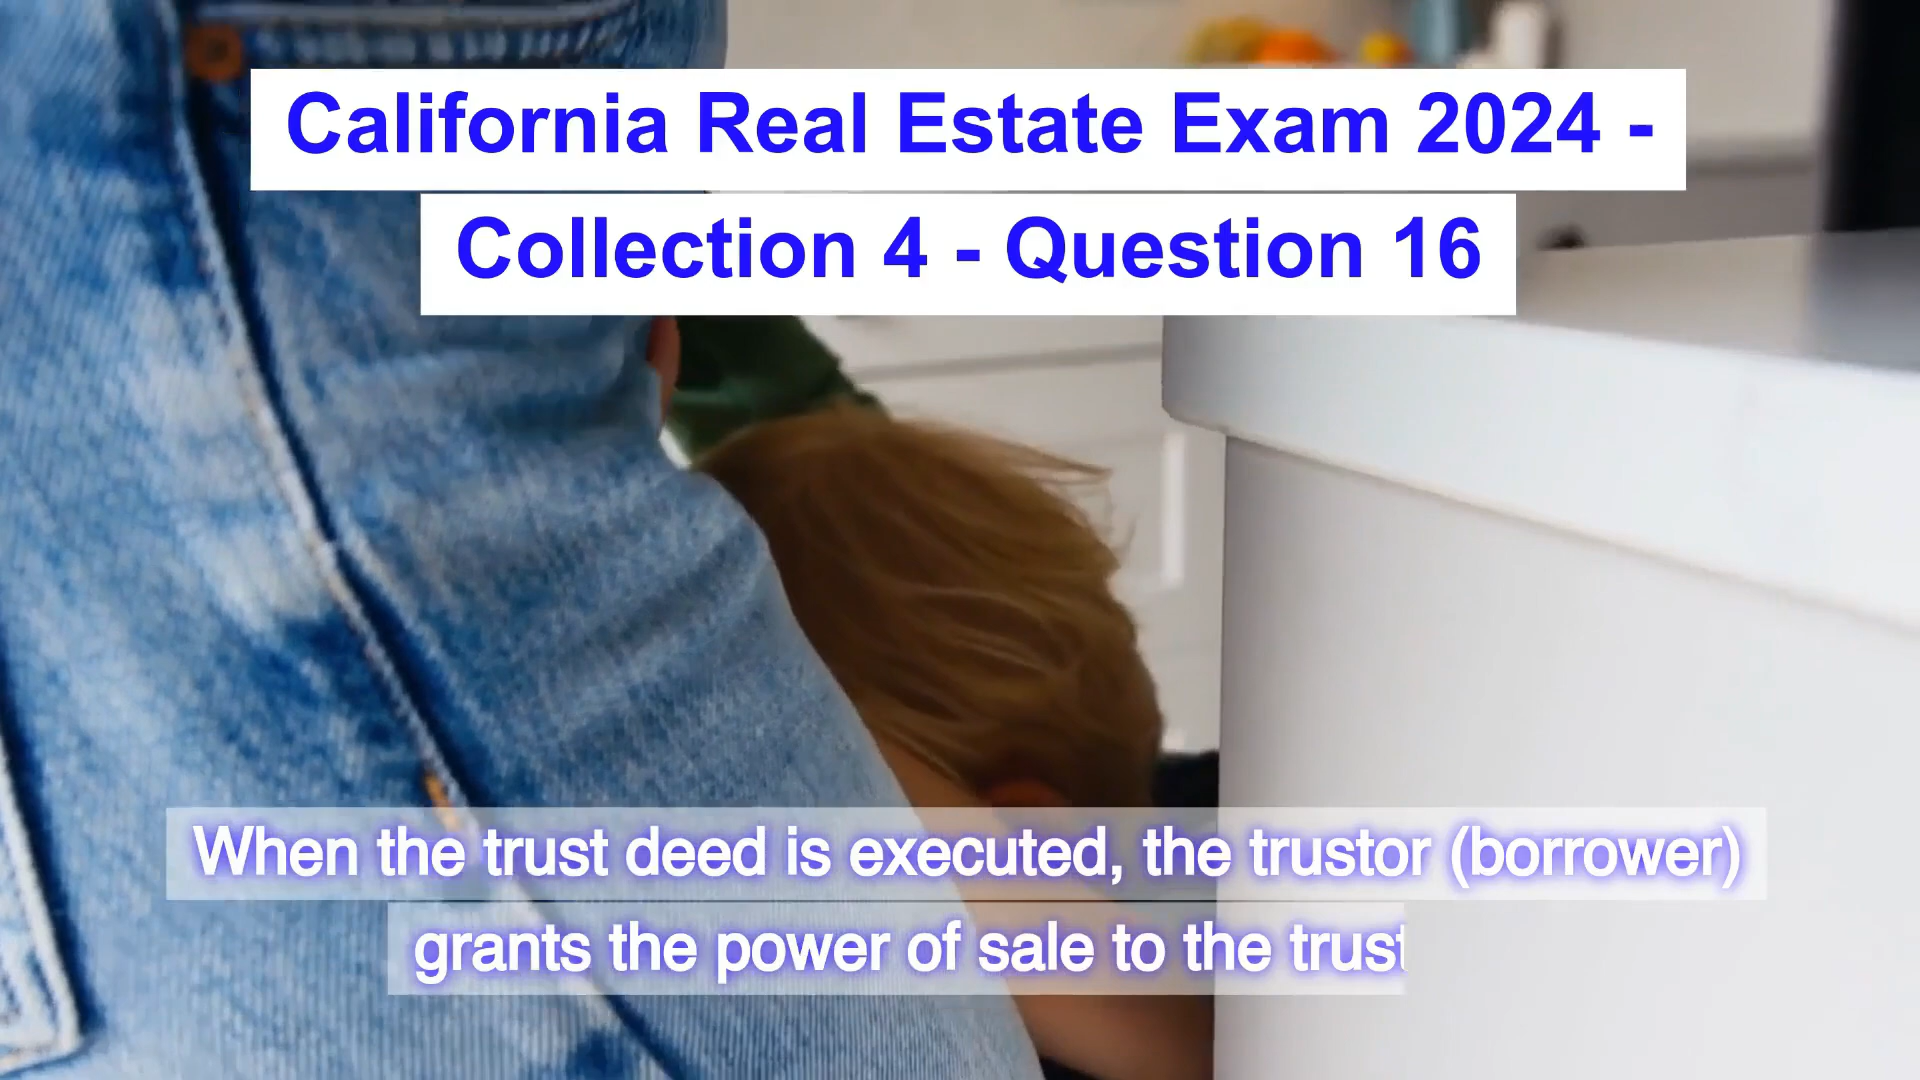 California Real Estate Exam 2024 -
Collection 4 - Question 16
When the trust deed is executed, the trustor (borrower)
grants the power of sale to the trust